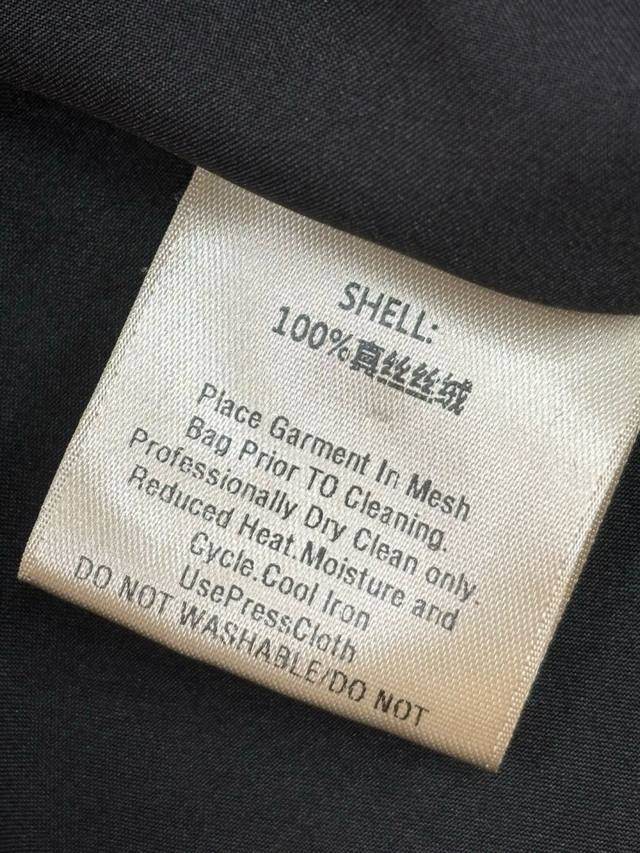 SHELL:
100%真丝丝绒
Place Garment In Mesh
Bag Prior TO Cleaning.
Professionally Dry Clean only.
Reduced Heat.Moisture and
Cycle.Cool Iron
UsePressCloth
DO NOT WASHABLE/DO NOT